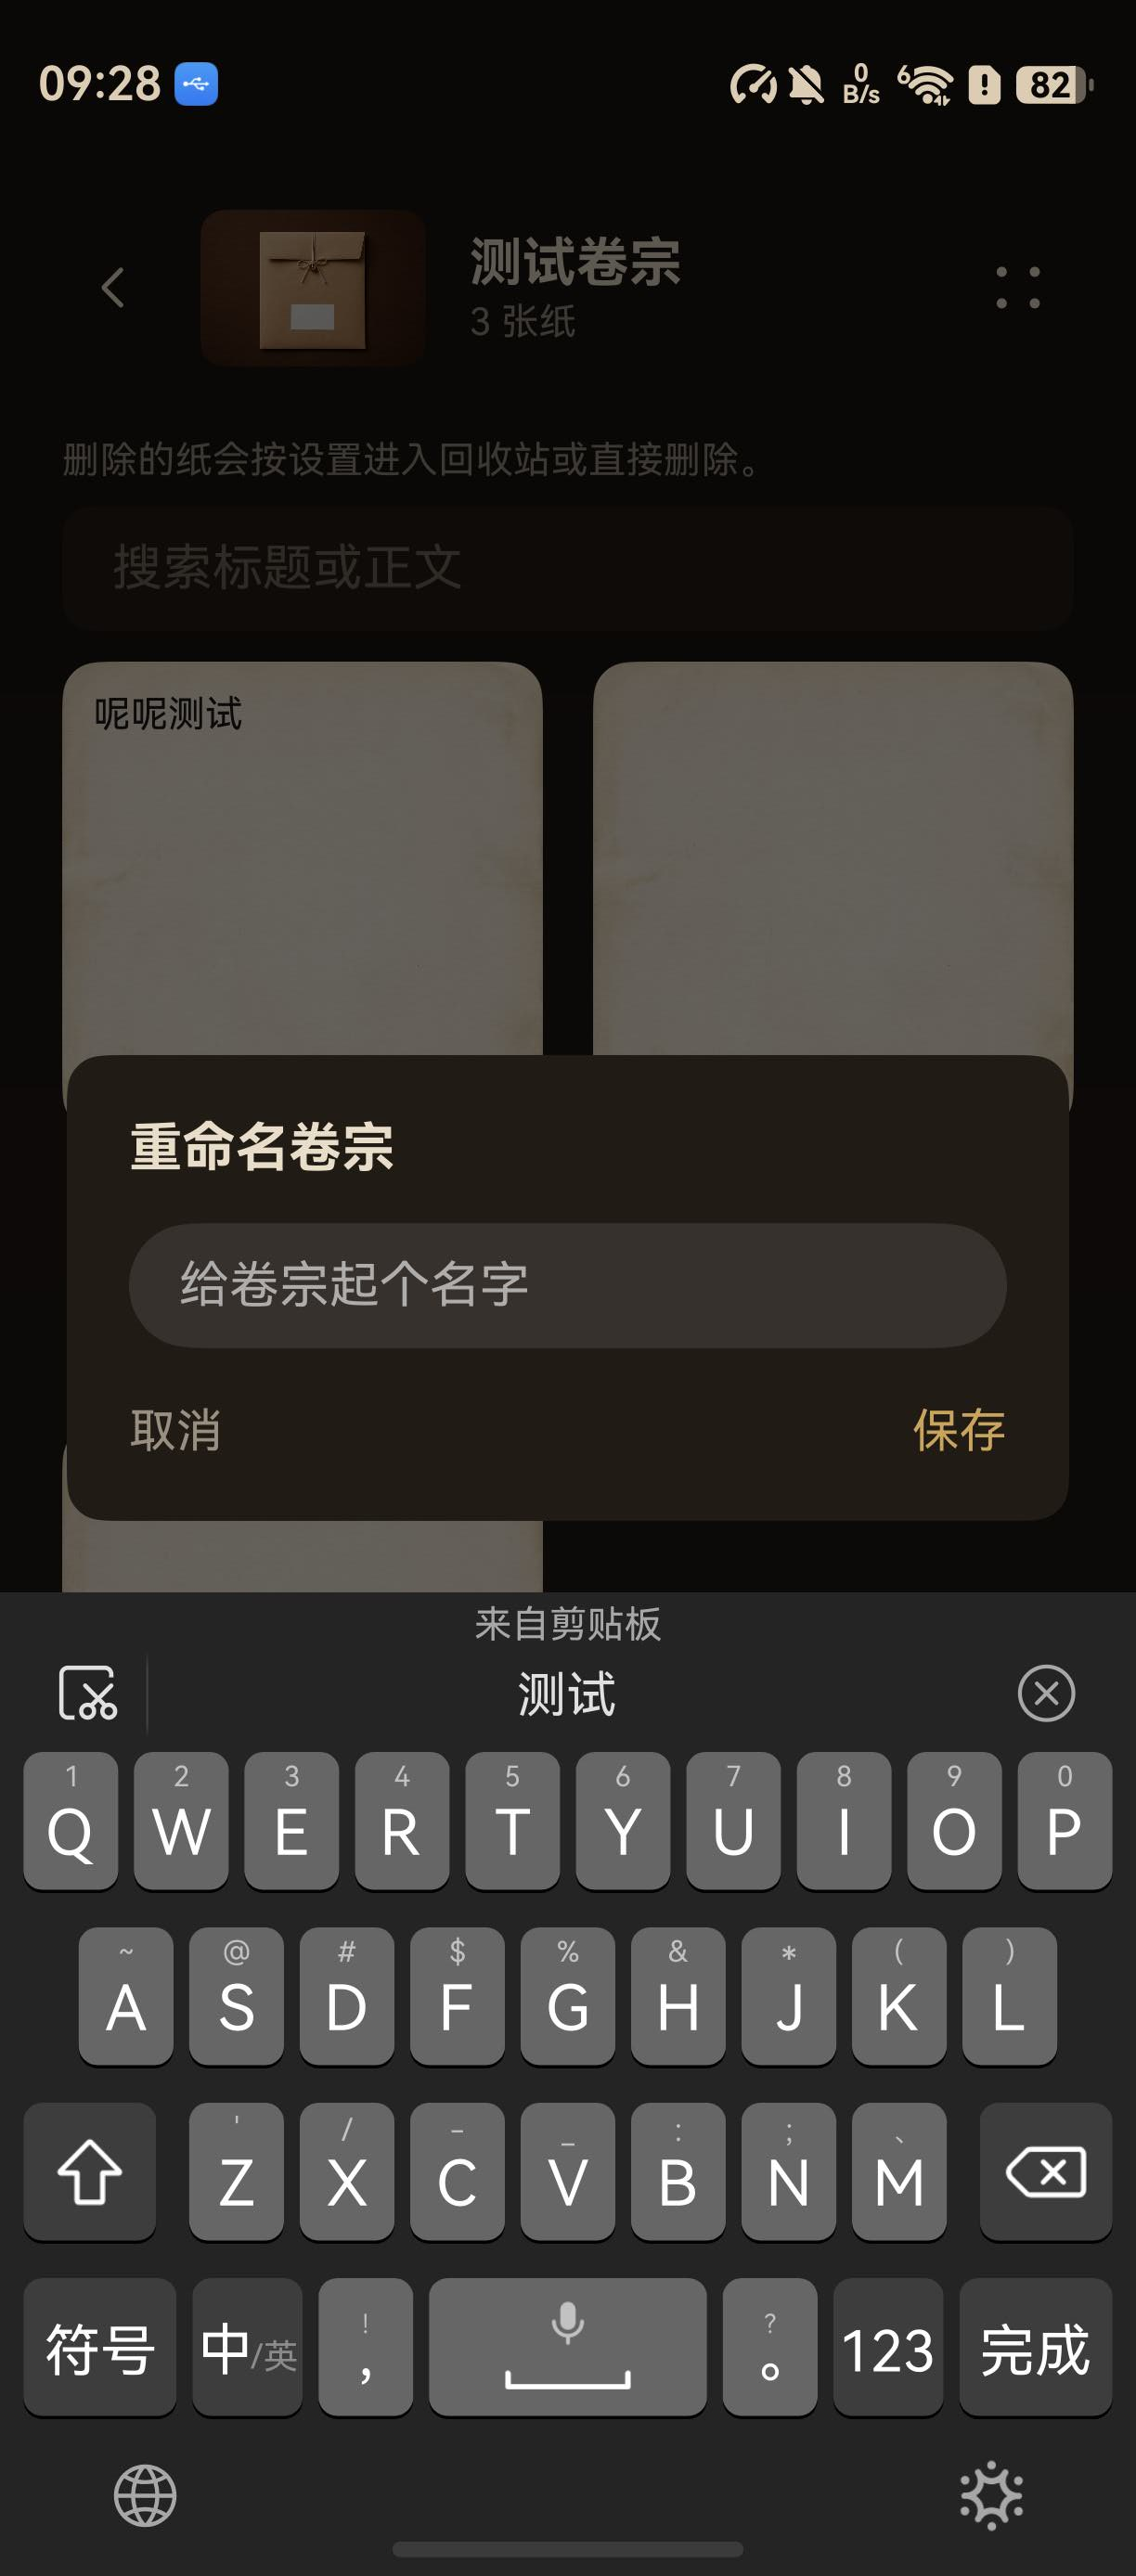 09:28
0
B/s
6
82
测试卷宗
3 张纸
删除的纸会按设置进入回收站或直接删除。
搜索标题或正文
呢呢测试
重命名卷宗
给卷宗起个名字
取消
保存
来自剪贴板
测试
1 2 3 4 5 6 7 8 9 0
Q W E R T Y U I O P
~ @ # $ % & * ( )
A S D F G H J K L
' / - _ : ; 、
Z X C V B N M
! ?
符号 中/英 , 。 123 完成